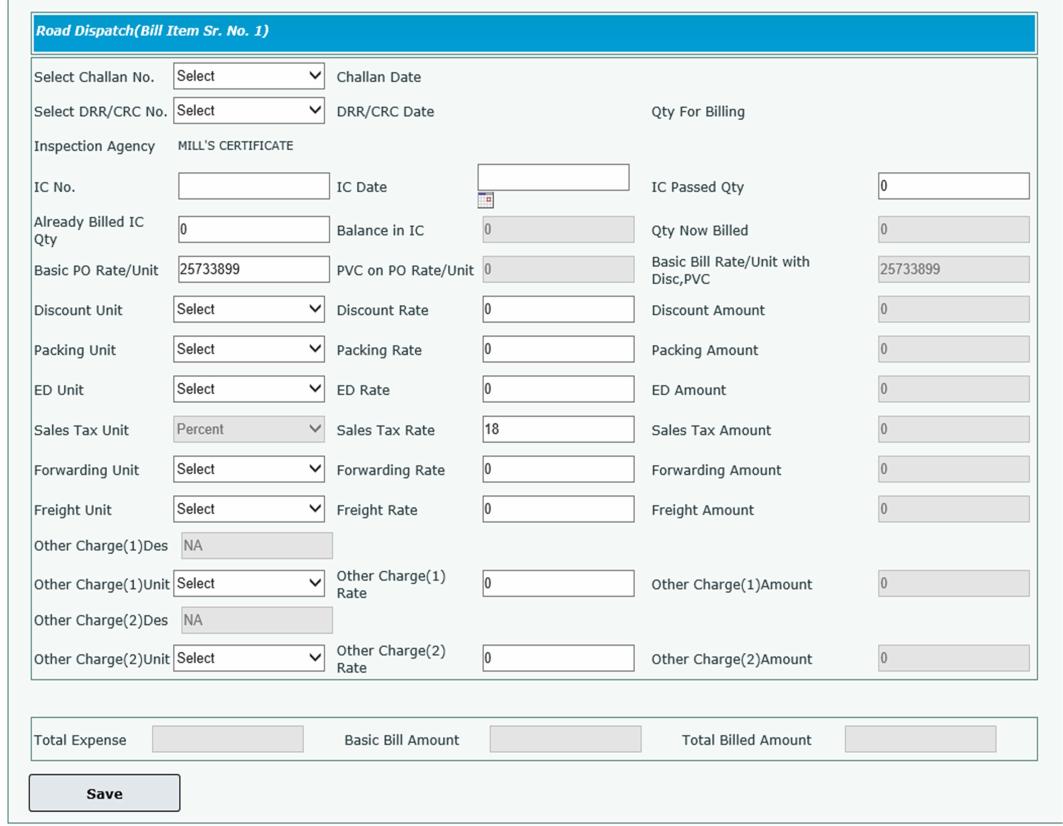 Road Dispatch(Bill Item Sr. No. 1)
Select Challan No. Select Challan Date
Select DRR/CRC No. Select DRR/CRC Date Qty For Billing
Inspection Agency MILL'S CERTIFICATE
IC No. IC Date IC Passed Qty 0
Already Billed IC
Qty 0 Balance in IC 0 Qty Now Billed 0
Basic PO Rate/Unit 25733899 PVC on PO Rate/Unit 0 Basic Bill Rate/Unit with
Disc,PVC 25733899
Discount Unit Select Discount Rate 0 Discount Amount 0
Packing Unit Select Packing Rate 0 Packing Amount 0
ED Unit Select ED Rate 0 ED Amount 0
Sales Tax Unit Percent Sales Tax Rate 18 Sales Tax Amount 0
Forwarding Unit Select Forwarding Rate 0 Forwarding Amount 0
Freight Unit Select Freight Rate 0 Freight Amount 0
Other Charge(1)Des NA
Other Charge(1)Unit Select Other Charge(1)
Rate 0 Other Charge(1)Amount 0
Other Charge(2)Des NA
Other Charge(2)Unit Select Other Charge(2)
Rate 0 Other Charge(2)Amount 0
Total Expense Basic Bill Amount Total Billed Amount
Save